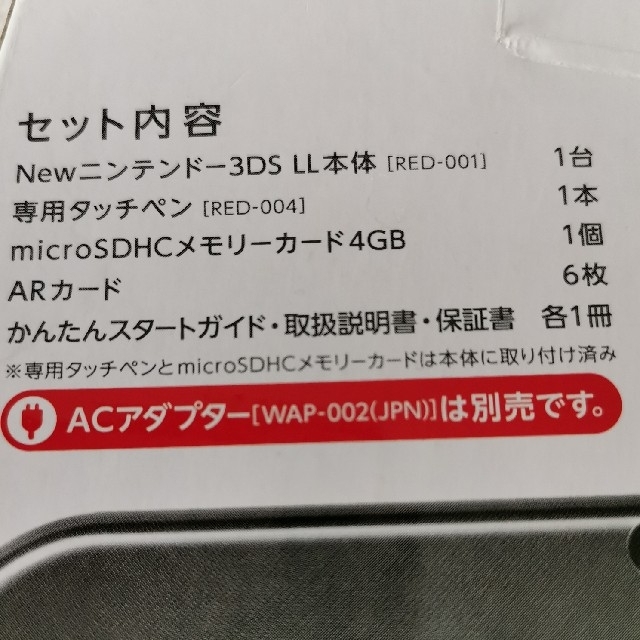 セット内容
Newニンテンドー3DS LL本体 [RED-001] 1台
専用タッチペン [RED-004] 1本
microSDHCメモリーカード4GB 1個
ARカード 6枚
かんたんスタートガイド・取扱説明書・保証書 各1冊
※専用タッチペンとmicroSDHCメモリーカードは本体に取り付け済み
ACアダプター[WAP-002(JPN)]は別売です。